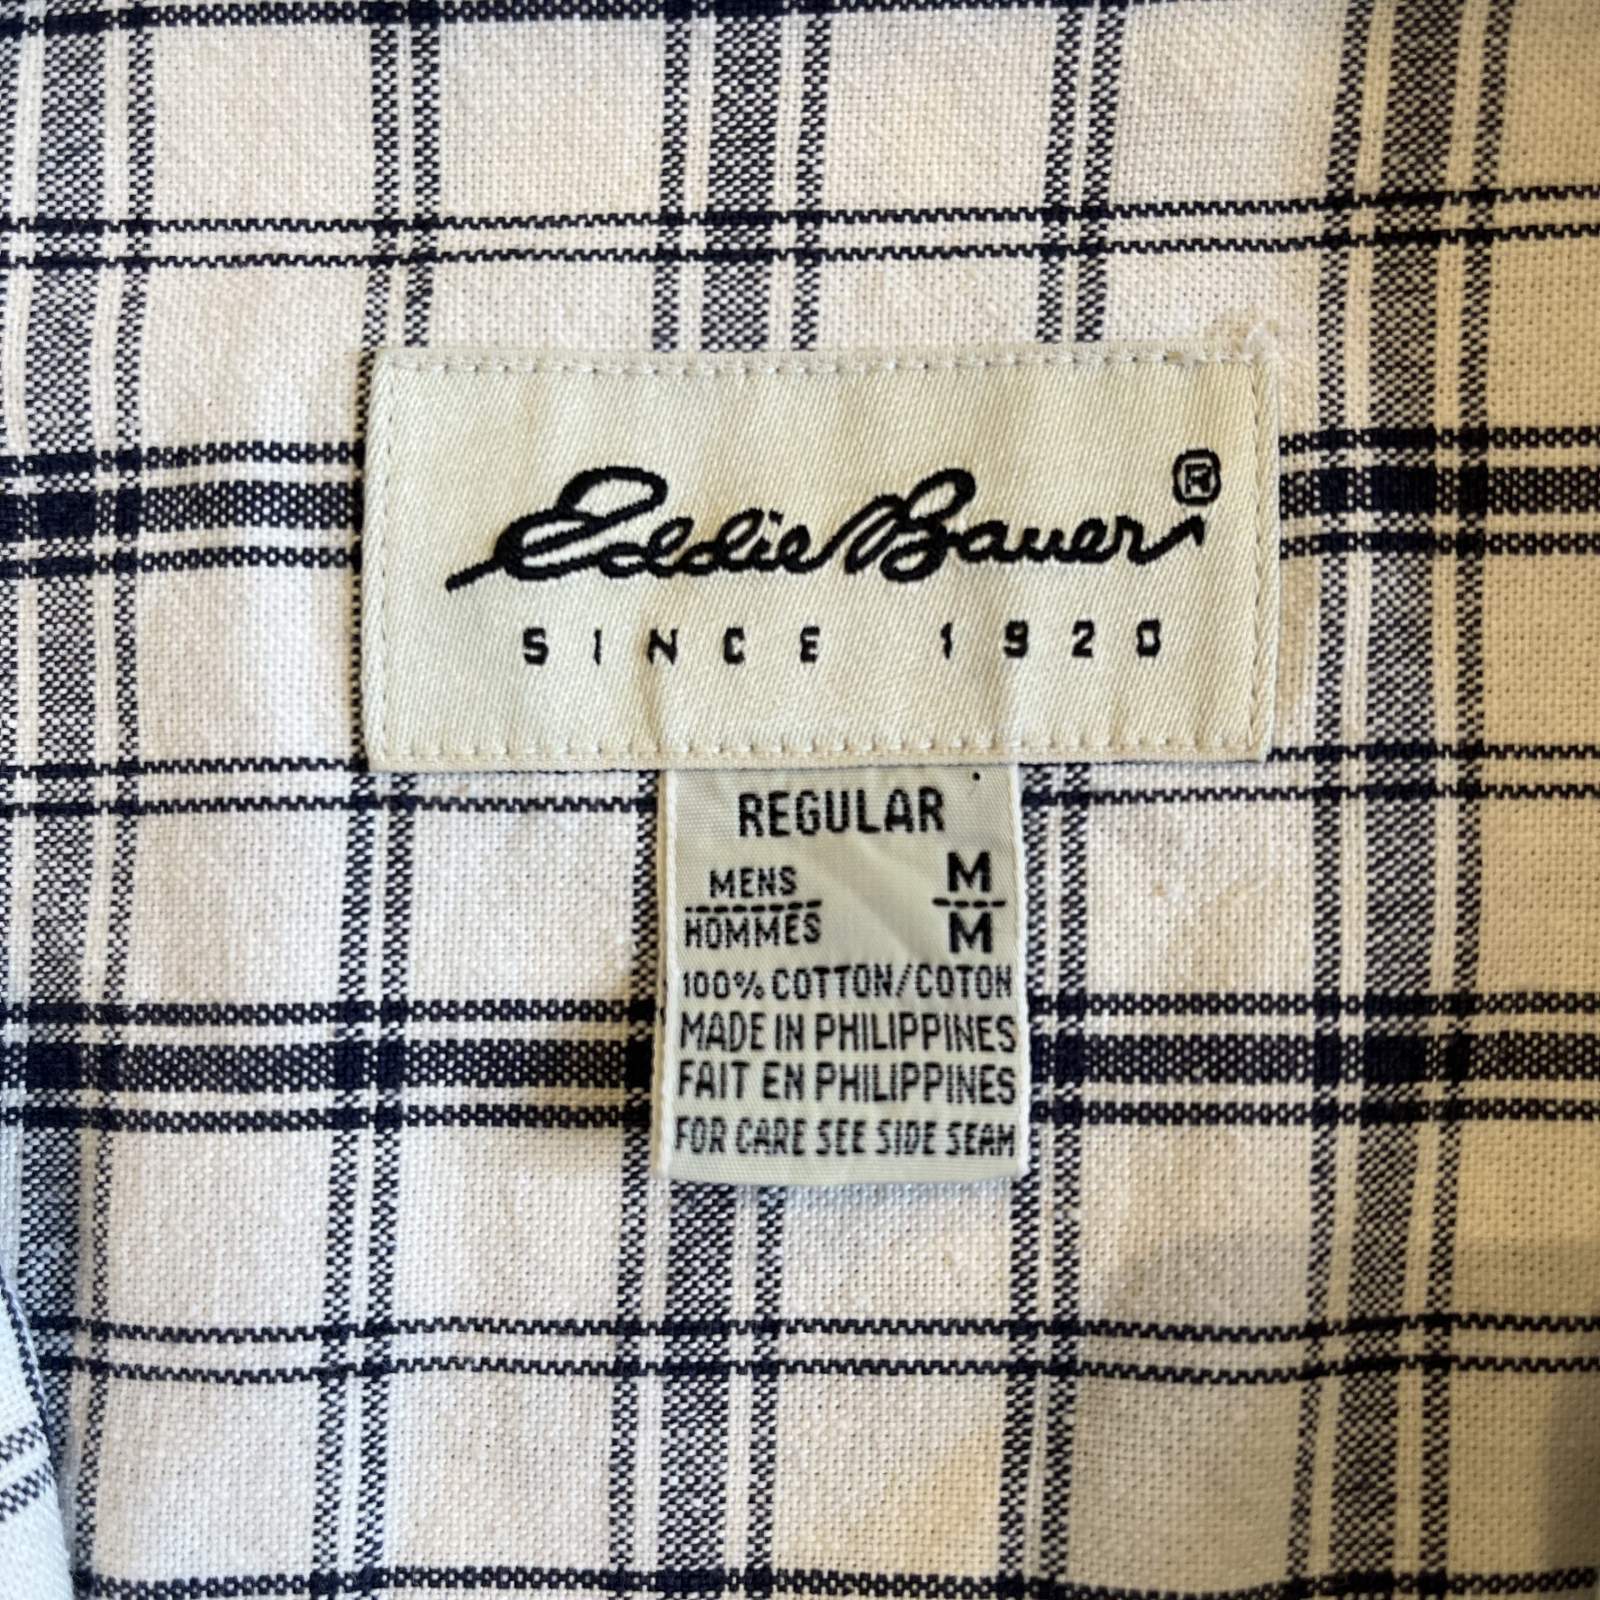 Eddie Bauer®
SINCE 1920
REGULAR
MENS M
HOMMES M
100% COTTON/COTON
MADE IN PHILIPPINES
FAIT EN PHILIPPINES
FOR CARE SEE SIDE SEAM